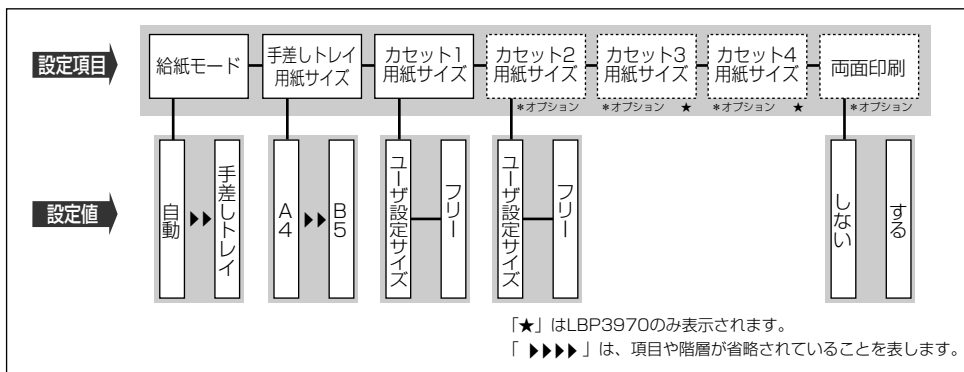 設定項目
給紙モード
手差しトレイ
用紙サイズ
カセット1
用紙サイズ
カセット2
用紙サイズ
カセット3
用紙サイズ
カセット4
用紙サイズ
両面印刷
*オプション
*オプション ★
*オプション ★
*オプション
設定値
自動
▶▶
手差しトレイ
A4
▶▶
B5
ユーザ設定サイズ
フリー
ユーザ設定サイズ
フリー
しない
する
「★」はLBP3970のみ表示されます。
「 ▶▶▶▶ 」は、項目や階層が省略されていることを表します。